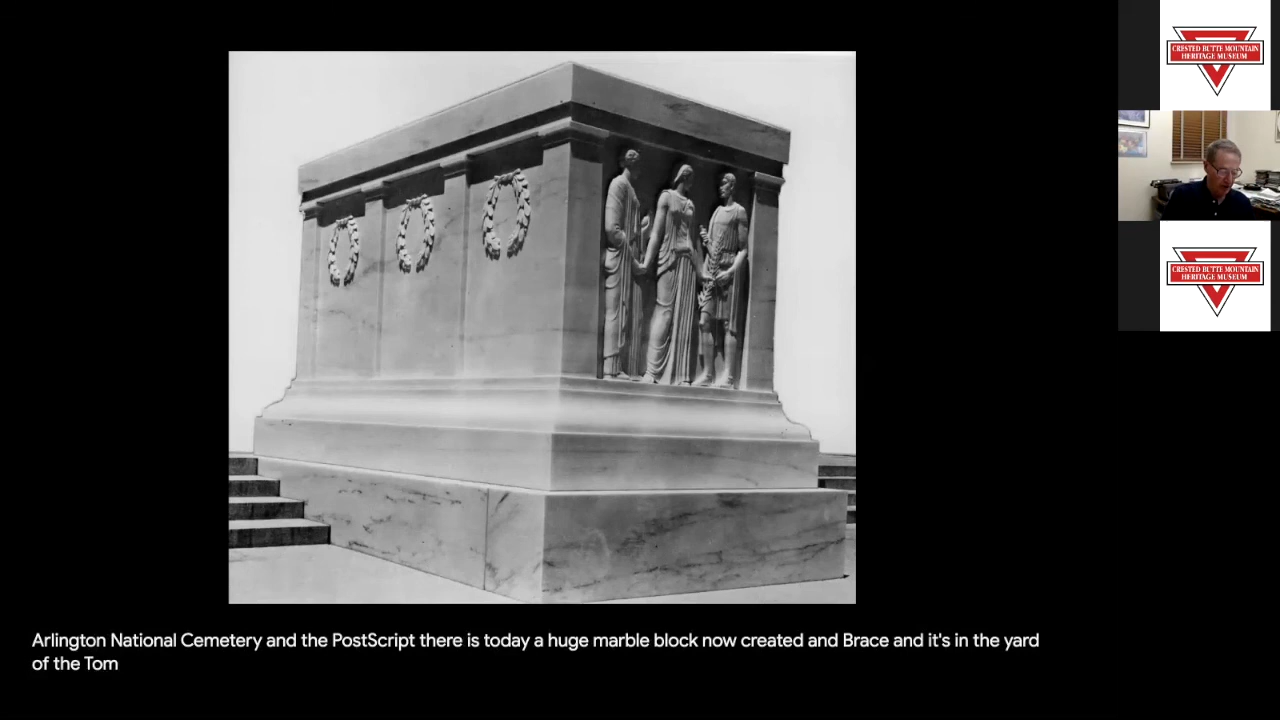 CRESTED BUTTE MOUNTAIN
HERITAGE MUSEUM
CRESTED BUTTE MOUNTAIN
HERITAGE MUSEUM
Arlington National Cemetery and the PostScript there is today a huge marble block now created and Brace and it's in the yard
of the Tom